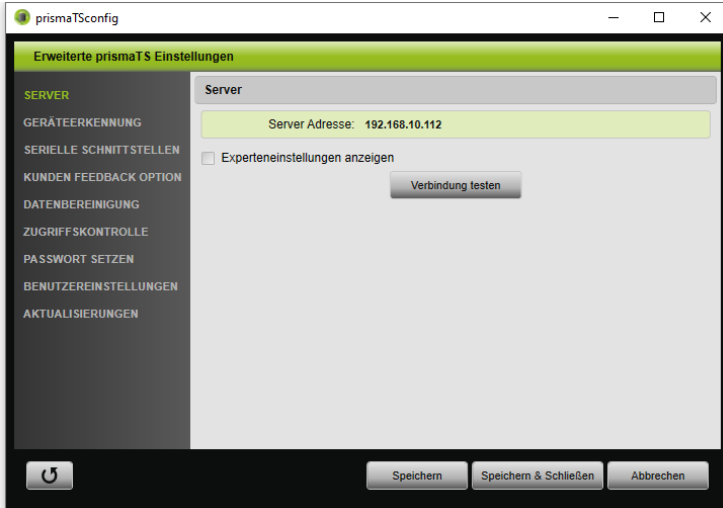 prismaTSconfig
Erweiterte prismaTS Einstellungen
SERVER
GERÄTEERKENNUNG
SERIELLE SCHNITTSTELLEN
KUNDEN FEEDBACK OPTION
DATENBEREINIGUNG
ZUGRIFFSKONTROLLE
PASSWORT SETZEN
BENUTZEREINSTELLUNGEN
AKTUALISIERUNGEN
Server
Server Adresse: 192.168.10.112
Experteneinstellungen anzeigen
Verbindung testen
Speichern
Speichern & Schließen
Abbrechen